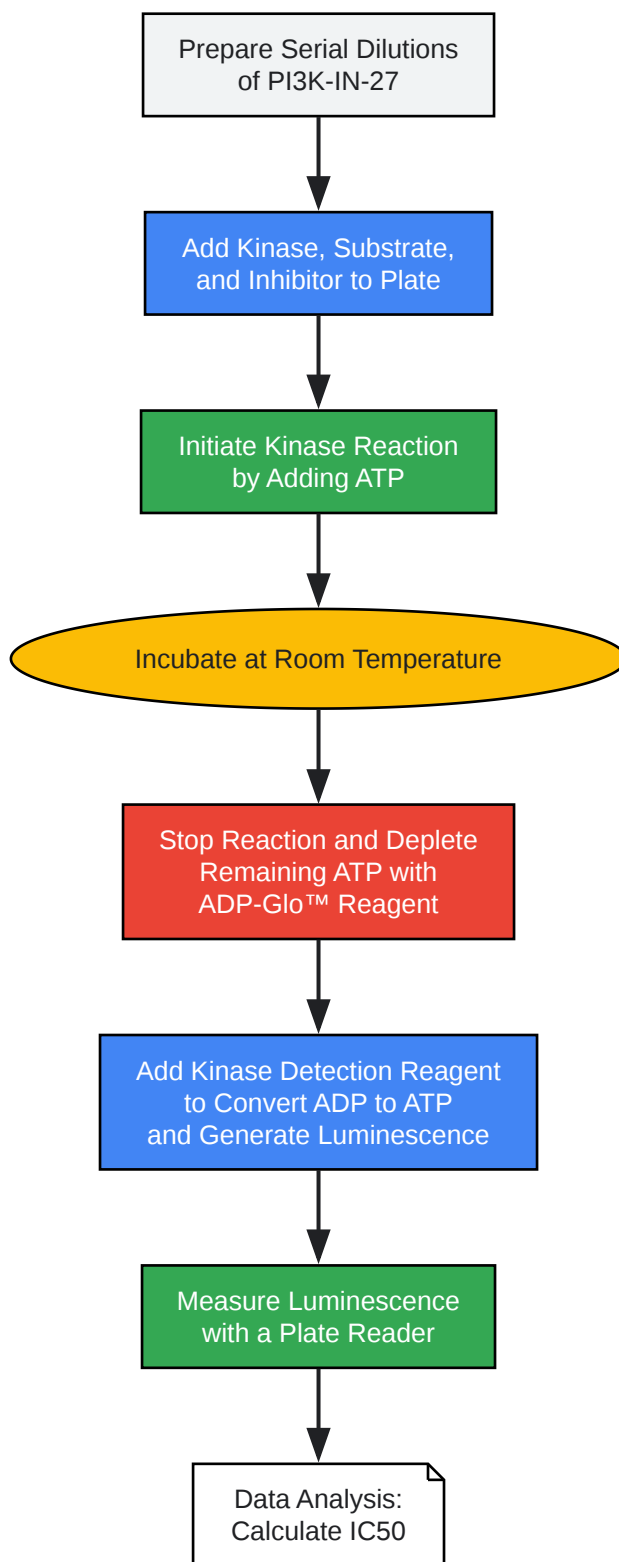 Prepare Serial Dilutions
of PI3K-IN-27
Add Kinase, Substrate,
and Inhibitor to Plate
Initiate Kinase Reaction
by Adding ATP
Incubate at Room Temperature
Stop Reaction and Deplete
Remaining ATP with
ADP-Glo™ Reagent
Add Kinase Detection Reagent
to Convert ADP to ATP
and Generate Luminescence
Measure Luminescence
with a Plate Reader
Data Analysis:
Calculate IC50